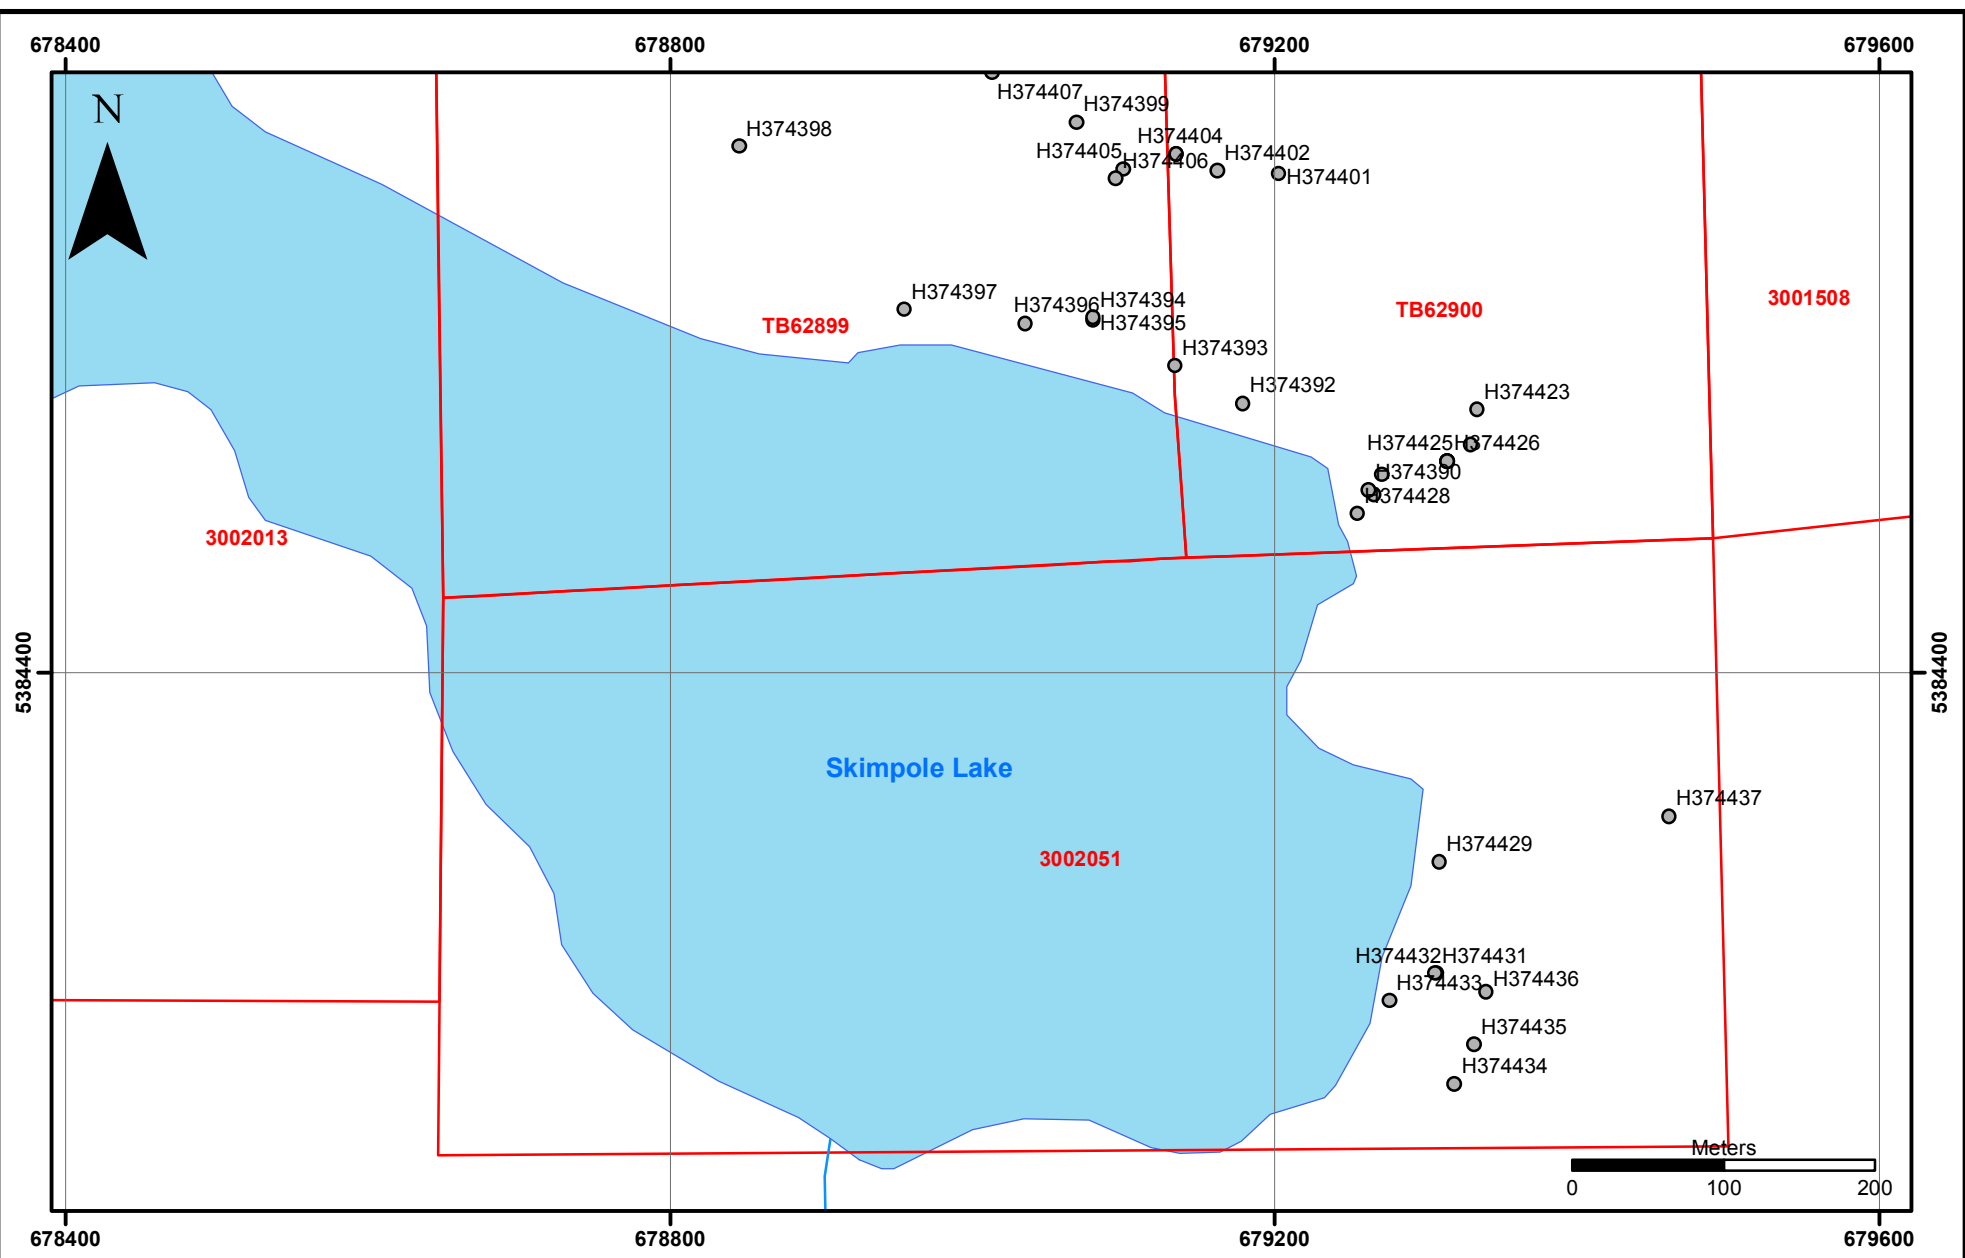 678400 678800 679200 679600
N
H374407
H374399
H374398
H374404
H374405
H374406
H374402
H374401
H374397
H374396
H374394
H374395
TB62899
TB62900
3001508
H374393
H374392
H374423
H374425
H374426
H374390
H374428
3002013
5384400
5384400
Skimpole Lake
H374437
3002051
H374429
H374432
H374431
H374433
H374436
H374435
H374434
Meters
0 100 200
678400 678800 679200 679600